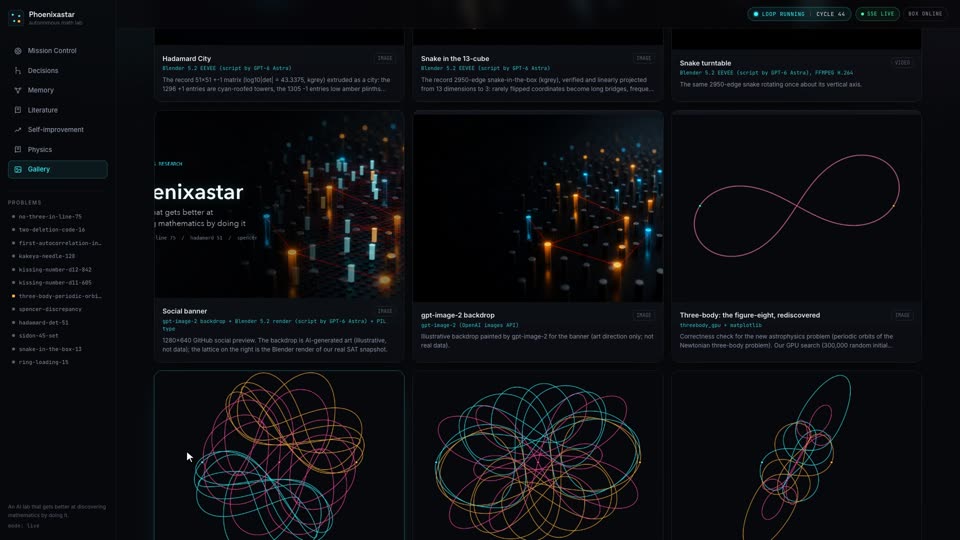 Phoenixastar
autonomous math lab
LOOP RUNNING | CYCLE 44
SSE LIVE
BOX ONLINE
Mission Control
Decisions
Memory
Literature
Self-improvement
Physics
Gallery
PROBLEMS
no-three-in-line-75
two-deletion-code-16
first-autocorrelation-in…
kakeya-needle-128
kissing-number-d12-842
kissing-number-d11-605
three-body-periodic-orbi…
spencer-discrepancy
hadamard-det-51
sidon-45-set
snake-in-the-box-13
ring-loading-15
An AI lab that gets better at discovering
mathematics by doing it.
mode: live
Hadamard City
IMAGE
Blender 5.2 EEVEE (script by GPT-6 Astra)
The record 51×51 +-1 matrix (log10|det| = 43.3375, kgrey) extruded as a city: the
1296 +1 entries are cyan-roofed towers, the 1305 -1 entries low amber plinths…
Snake in the 13-cube
IMAGE
Blender 5.2 EEVEE (script by GPT-6 Astra)
The record 2950-edge snake-in-the-box (kgrey), verified and linearly projected
from 13 dimensions to 3: rarely flipped coordinates become long bridges, freque…
Snake turntable
VIDEO
Blender 5.2 EEVEE (script by GPT-6 Astra), FFMPEG H.264
The same 2950-edge snake rotating once about its vertical axis.
RESEARCH
enixastar
at gets better at
g mathematics by doing it
line 75 / hadamard 51 / spencer
Social banner
IMAGE
gpt-image-2 backdrop + Blender 5.2 render (script by GPT-6 Astra) + PIL
type
1280×640 GitHub social preview. The backdrop is AI-generated art (illustrative,
not data); the lattice on the right is the Blender render of our real SAT snapshot.
gpt-image-2 backdrop
IMAGE
gpt-image-2 (OpenAI images API)
Illustrative backdrop painted by gpt-image-2 for the banner (art direction only; not
real data).
Three-body: the figure-eight, rediscovered
IMAGE
threebody_gpu + matplotlib
Correctness check for the new astrophysics problem (periodic orbits of the
Newtonian three-body problem). Our GPU search (300,000 random initial…